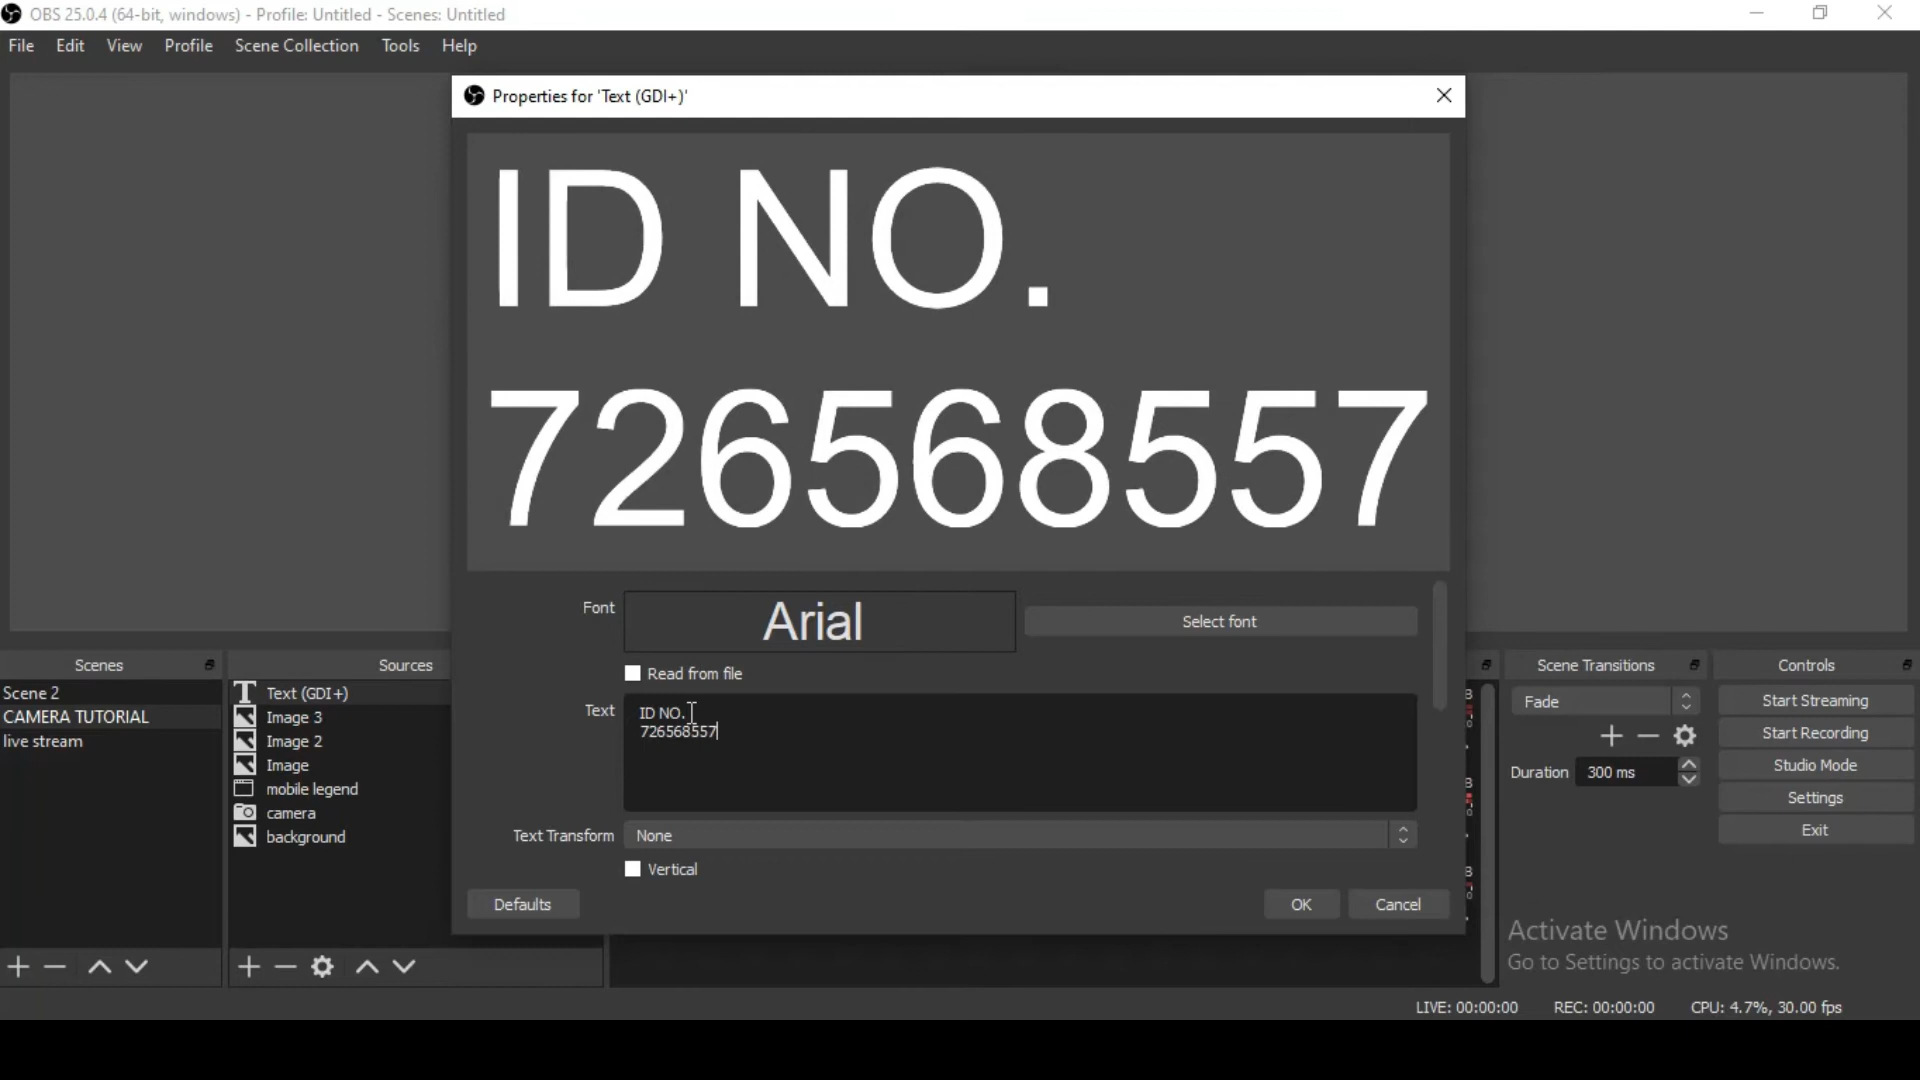 OBS 25.0.4 (64-bit, windows) - Profile: Untitled - Scenes: Untitled
File Edit View Profile Scene Collection Tools Help
Properties for 'Text (GDI+)'
ID NO.
726568557
Font
Arial
Select font
Read from file
Text
ID NO.
726568557
Text Transform
None
Vertical
Defaults
OK
Cancel
Scenes
Scene 2
CAMERA TUTORIAL
live stream
Sources
Text (GDI+)
Image 3
Image 2
Image
mobile legend
camera
background
Scene Transitions
Fade
Duration 300 ms
Controls
Start Streaming
Start Recording
Studio Mode
Settings
Exit
Activate Windows
Go to Settings to activate Windows.
LIVE: 00:00:00 REC: 00:00:00 CPU: 4.7%, 30.00 fps